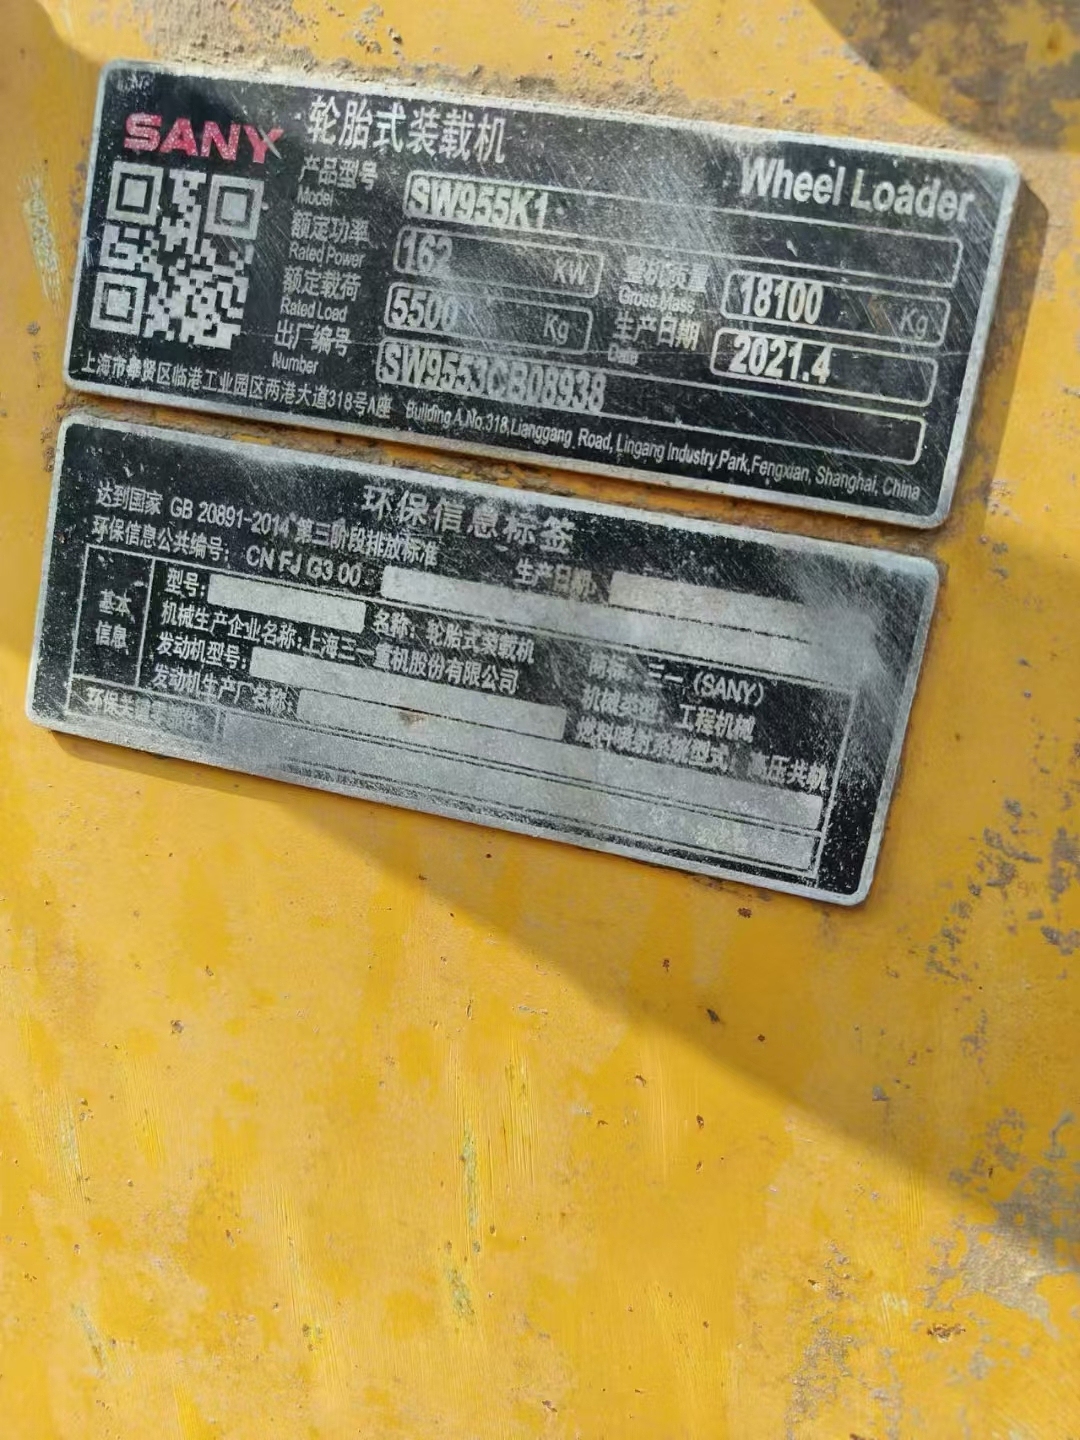 SANY 轮胎式装载机 Wheel Loader
产品型号 Model SW955K1
额定功率 Rated Power 162 KW 整机质量 Gross Mass 18100 Kg
额定载荷 Rated Load 5500 Kg 生产日期 Date 2021.4
出厂编号 Number SW9553CB08938
上海市奉贤区临港工业园区两港大道318号A座 Building A,No.318,Lianggang Road, Lingang Industry Park,Fengxian, Shanghai, China
环保信息标签
达到国家 GB 20891-2014 第三阶段排放标准 生产日期:
环保信息公共编号: CN FJ G3 00
基本信息
型号: 名称: 轮胎式装载机 商标: 三一 (SANY)
机械生产企业名称: 上海三一重机股份有限公司 机械类型: 工程机械
发动机型号: 燃料喷射系统型式: 高压共轨
发动机生产厂名称:
环保关键